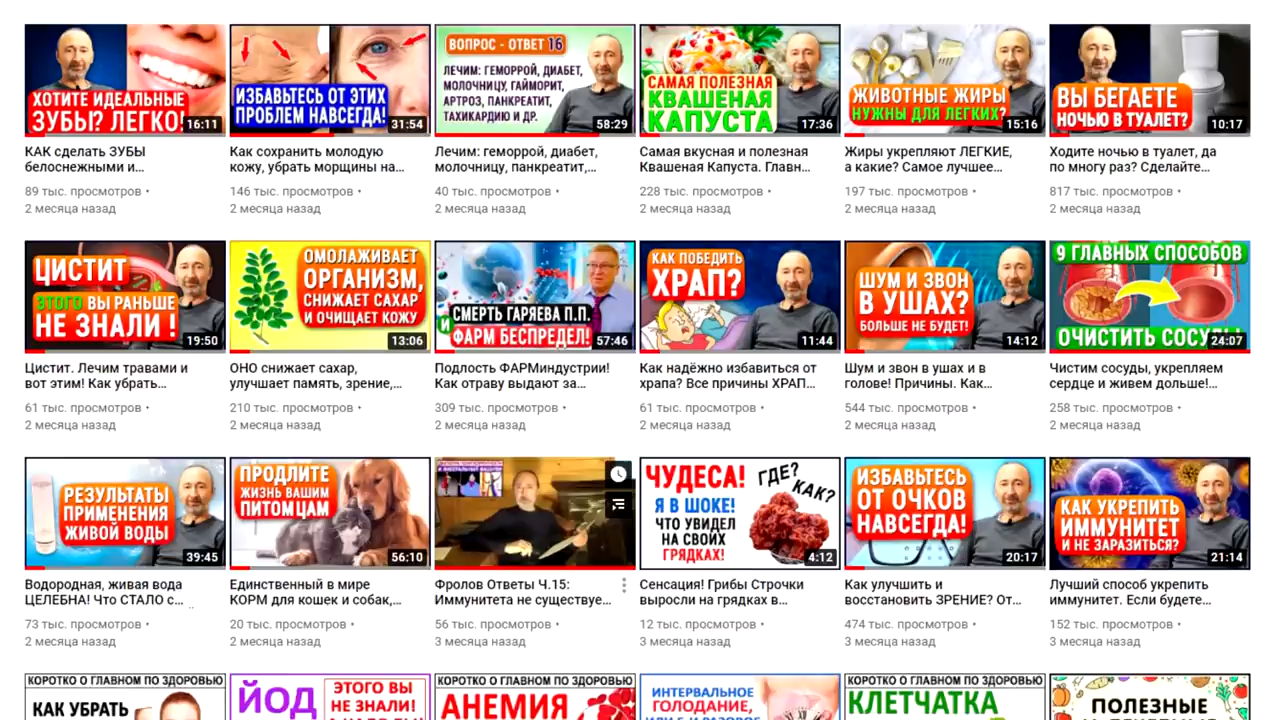 ХОТИТЕ ИДЕАЛЬНЫЕ
ЗУБЫ? ЛЕГКО!
16:11
КАК сделать ЗУБЫ
белоснежными и...
89 тыс. просмотров •
2 месяца назад
ИЗБАВЬТЕСЬ ОТ ЭТИХ
ПРОБЛЕМ НАВСЕГДА!
31:54
Как сохранить молодую
кожу, убрать морщины на...
146 тыс. просмотров •
2 месяца назад
ВОПРОС - ОТВЕТ 16
ЛЕЧИМ: ГЕМОРРОЙ, ДИАБЕТ,
МОЛОЧНИЦУ, ГАЙМОРИТ,
АРТРОЗ, ПАНКРЕАТИТ,
ТАХИКАРДИЮ И ДР.
58:29
Лечим: геморрой, диабет,
молочницу, панкреатит,...
40 тыс. просмотров •
2 месяца назад
САМАЯ ПОЛЕЗНАЯ
КВАШЕНАЯ
КАПУСТА
17:36
Самая вкусная и полезная
Квашеная Капуста. Главн...
228 тыс. просмотров •
2 месяца назад
ЖИВОТНЫЕ ЖИРЫ
НУЖНЫ ДЛЯ ЛЕГКИХ?
15:16
Жиры укрепляют ЛЕГКИЕ,
а какие? Самое лучшее...
197 тыс. просмотров •
2 месяца назад
ВЫ БЕГАЕТЕ
НОЧЬЮ В ТУАЛЕТ?
10:17
Ходите ночью в туалет, да
по многу раз? Сделайте...
817 тыс. просмотров •
2 месяца назад
ЦИСТИТ
ЭТОГО ВЫ РАНЬШЕ
НЕ ЗНАЛИ !
19:50
Цистит. Лечим травами и
вот этим! Как убрать...
61 тыс. просмотров •
2 месяца назад
ОМОЛАЖИВАЕТ
ОРГАНИЗМ,
СНИЖАЕТ САХАР
И ОЧИЩАЕТ КОЖУ
13:06
ОНО снижает сахар,
улучшает память, зрение,...
210 тыс. просмотров •
2 месяца назад
СМЕРТЬ ГАРЯЕВА П.П.
И ФАРМ БЕСПРЕДЕЛ!
57:46
Подлость ФАРМиндустрии!
Как отраву выдают за...
309 тыс. просмотров •
2 месяца назад
КАК ПОБЕДИТЬ
ХРАП?
11:44
Как надёжно избавиться от
храпа? Все причины ХРАП...
61 тыс. просмотров •
2 месяца назад
ШУМ И ЗВОН
В УШАХ?
БОЛЬШЕ НЕ БУДЕТ!
14:12
Шум и звон в ушах и в
голове! Причины. Как...
544 тыс. просмотров •
2 месяца назад
9 ГЛАВНЫХ СПОСОБОВ
ОЧИСТИТЬ СОСУДЫ
24:07
Чистим сосуды, укрепляем
сердце и живем дольше!...
258 тыс. просмотров •
2 месяца назад
РЕЗУЛЬТАТЫ
ПРИМЕНЕНИЯ
ЖИВОЙ ВОДЫ
39:45
Водородная, живая вода
ЦЕЛЕБНА! Что СТАЛО с...
73 тыс. просмотров •
2 месяца назад
ПРОДЛИТЕ
ЖИЗНЬ ВАШИМ
ПИТОМЦАМ
56:10
Единственный в мире
КОРМ для кошек и собак,...
20 тыс. просмотров •
2 месяца назад
Фролов Ответы Ч.15:
Иммунитета не существуе...
56 тыс. просмотров •
3 месяца назад
ЧУДЕСА! ГДЕ?
КАК?
Я В ШОКЕ!
ЧТО УВИДЕЛ
НА СВОИХ
ГРЯДКАХ!
4:12
Сенсация! Грибы Строчки
выросли на грядках в...
12 тыс. просмотров •
3 месяца назад
ИЗБАВЬТЕСЬ
ОТ ОЧКОВ
НАВСЕГДА!
20:17
Как улучшить и
восстановить ЗРЕНИЕ? От...
474 тыс. просмотров •
3 месяца назад
КАК УКРЕПИТЬ
ИММУНИТЕТ
И НЕ ЗАРАЗИТЬСЯ?
21:14
Лучший способ укрепить
иммунитет. Если будете...
152 тыс. просмотров •
3 месяца назад
КОРОТКО О ГЛАВНОМ ПО ЗДОРОВЬЮ
КАК УБРАТЬ
ЙОД
ЭТОГО ВЫ
НЕ ЗНАЛИ!
КОРОТКО О ГЛАВНОМ ПО ЗДОРОВЬЮ
АНЕМИЯ
ИНТЕРВАЛЬНОЕ
ГОЛОДАНИЕ,
КОРОТКО О ГЛАВНОМ ПО ЗДОРОВЬЮ
КЛЕТЧАТКА
ПОЛЕЗНЫЕ